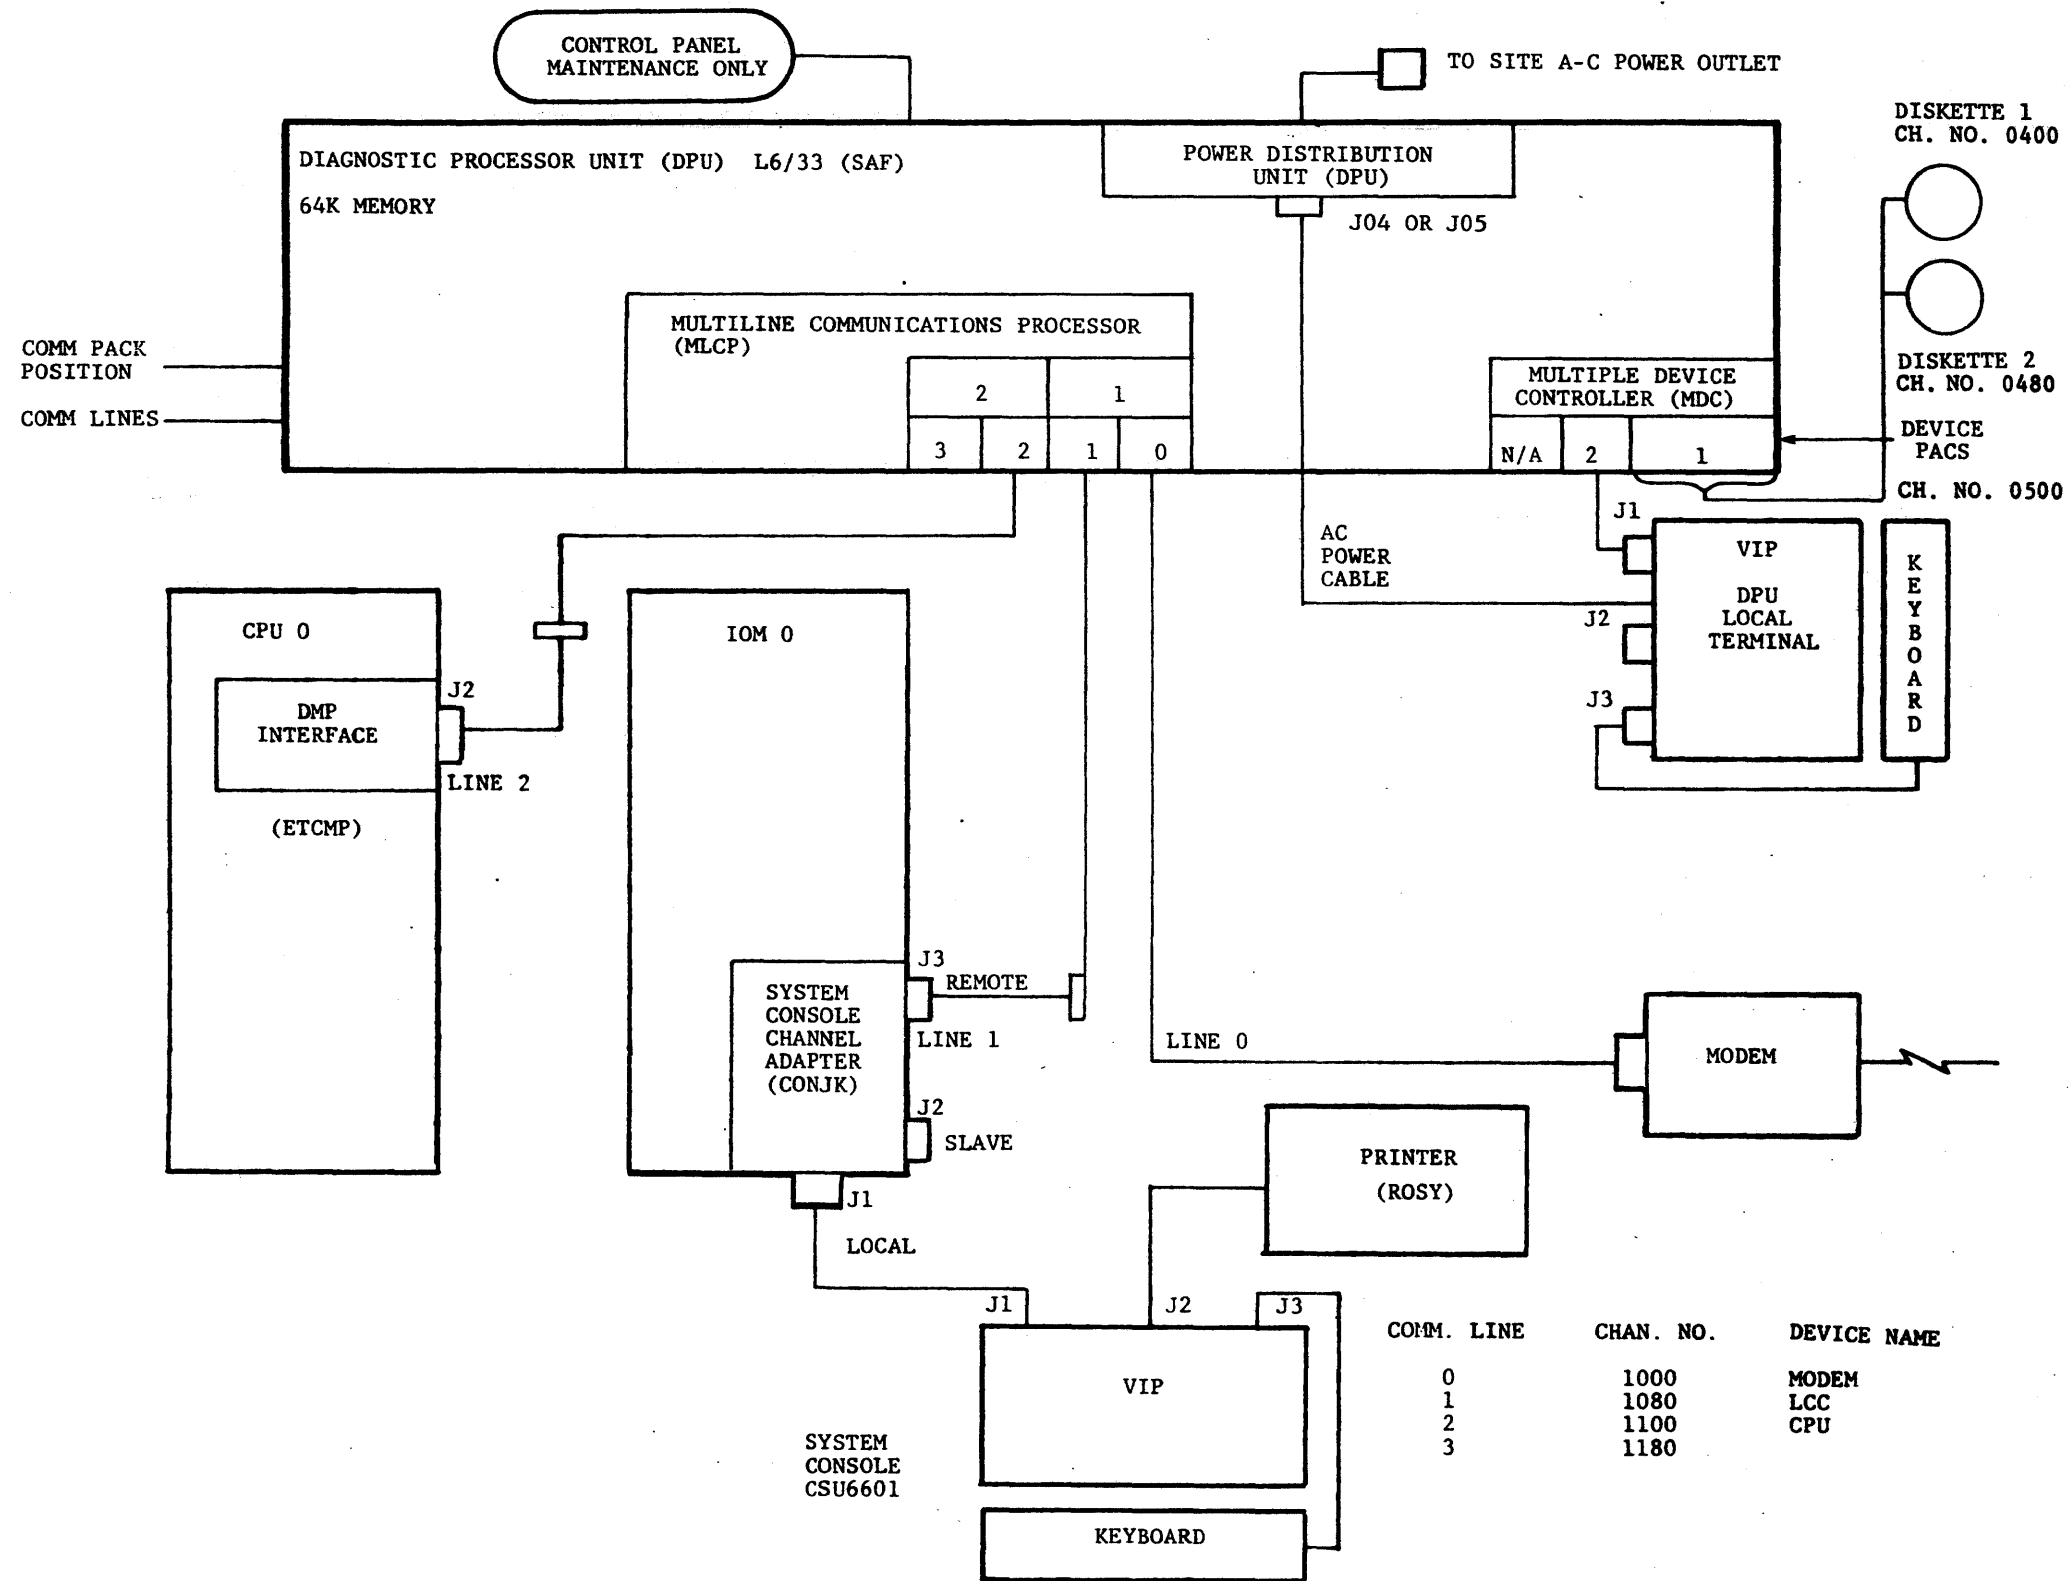 CONTROL PANEL
MAINTENANCE ONLY
TO SITE A-C POWER OUTLET
DISKETTE 1
CH. NO. 0400
DIAGNOSTIC PROCESSOR UNIT (DPU) L6/33 (SAF)
64K MEMORY
POWER DISTRIBUTION
UNIT (DPU)
J04 OR J05
MULTILINE COMMUNICATIONS PROCESSOR
(MLCP)
2 1
3 2 1 0
COMM PACK
POSITION
COMM LINES
DISKETTE 2
CH. NO. 0480
MULTIPLE DEVICE
CONTROLLER (MDC)
N/A 2 1
DEVICE
PACS
CH. NO. 0500
J1
AC
POWER
CABLE
VIP
DPU
LOCAL
TERMINAL
J2
J3
KEYBOARD
CPU 0
DMP
INTERFACE
J2
LINE 2
(ETCMP)
IOM 0
SYSTEM
CONSOLE
CHANNEL
ADAPTER
(CONJK)
J3
REMOTE
LINE 1
J2
SLAVE
J1
LOCAL
LINE 0
MODEM
PRINTER
(ROSY)
J1 J2 J3
VIP
SYSTEM
CONSOLE
CSU6601
KEYBOARD
COMM. LINE CHAN. NO. DEVICE NAME
0 1000 MODEM
1 1080 LCC
2 1100 CPU
3 1180